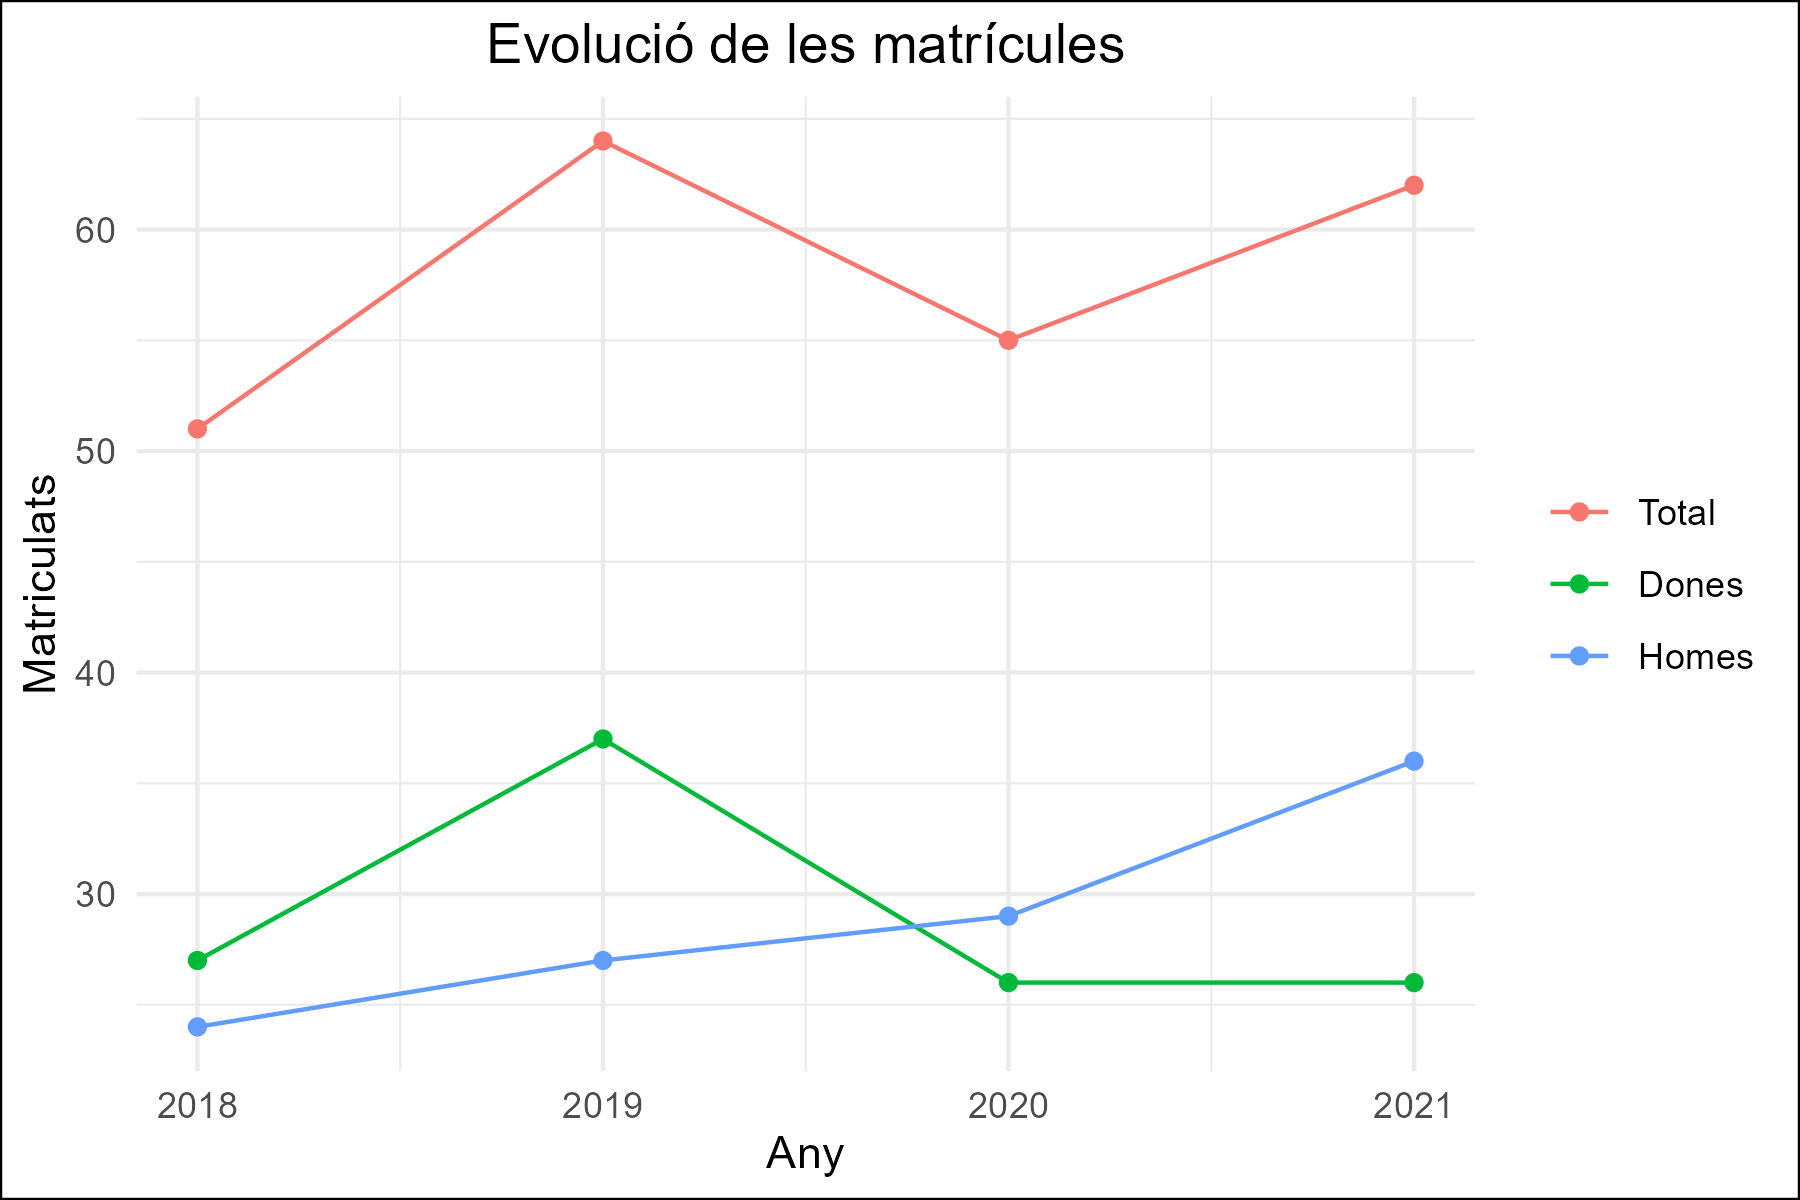 Evolució de les matrícules
Matriculats
60
50
40
30
2018
2019
2020
2021
Any
Total
Dones
Homes